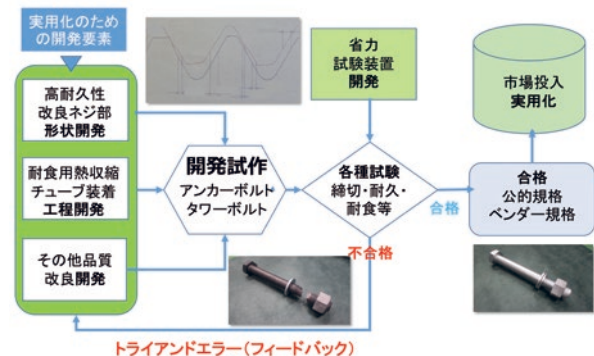 実用化のため
の開発要素
高耐久性
改良ネジ部
形状開発
耐食用熱収縮
チューブ装着
工程開発
その他品質
改良開発
開発試作
アンカーボルト
タワーボルト
省力
試験装置
開発
各種試験
締切・耐久・
耐食等
合格
不合格
市場投入
実用化
合格
公的規格
ベンダー規格
トライアンドエラー(フィードバック)